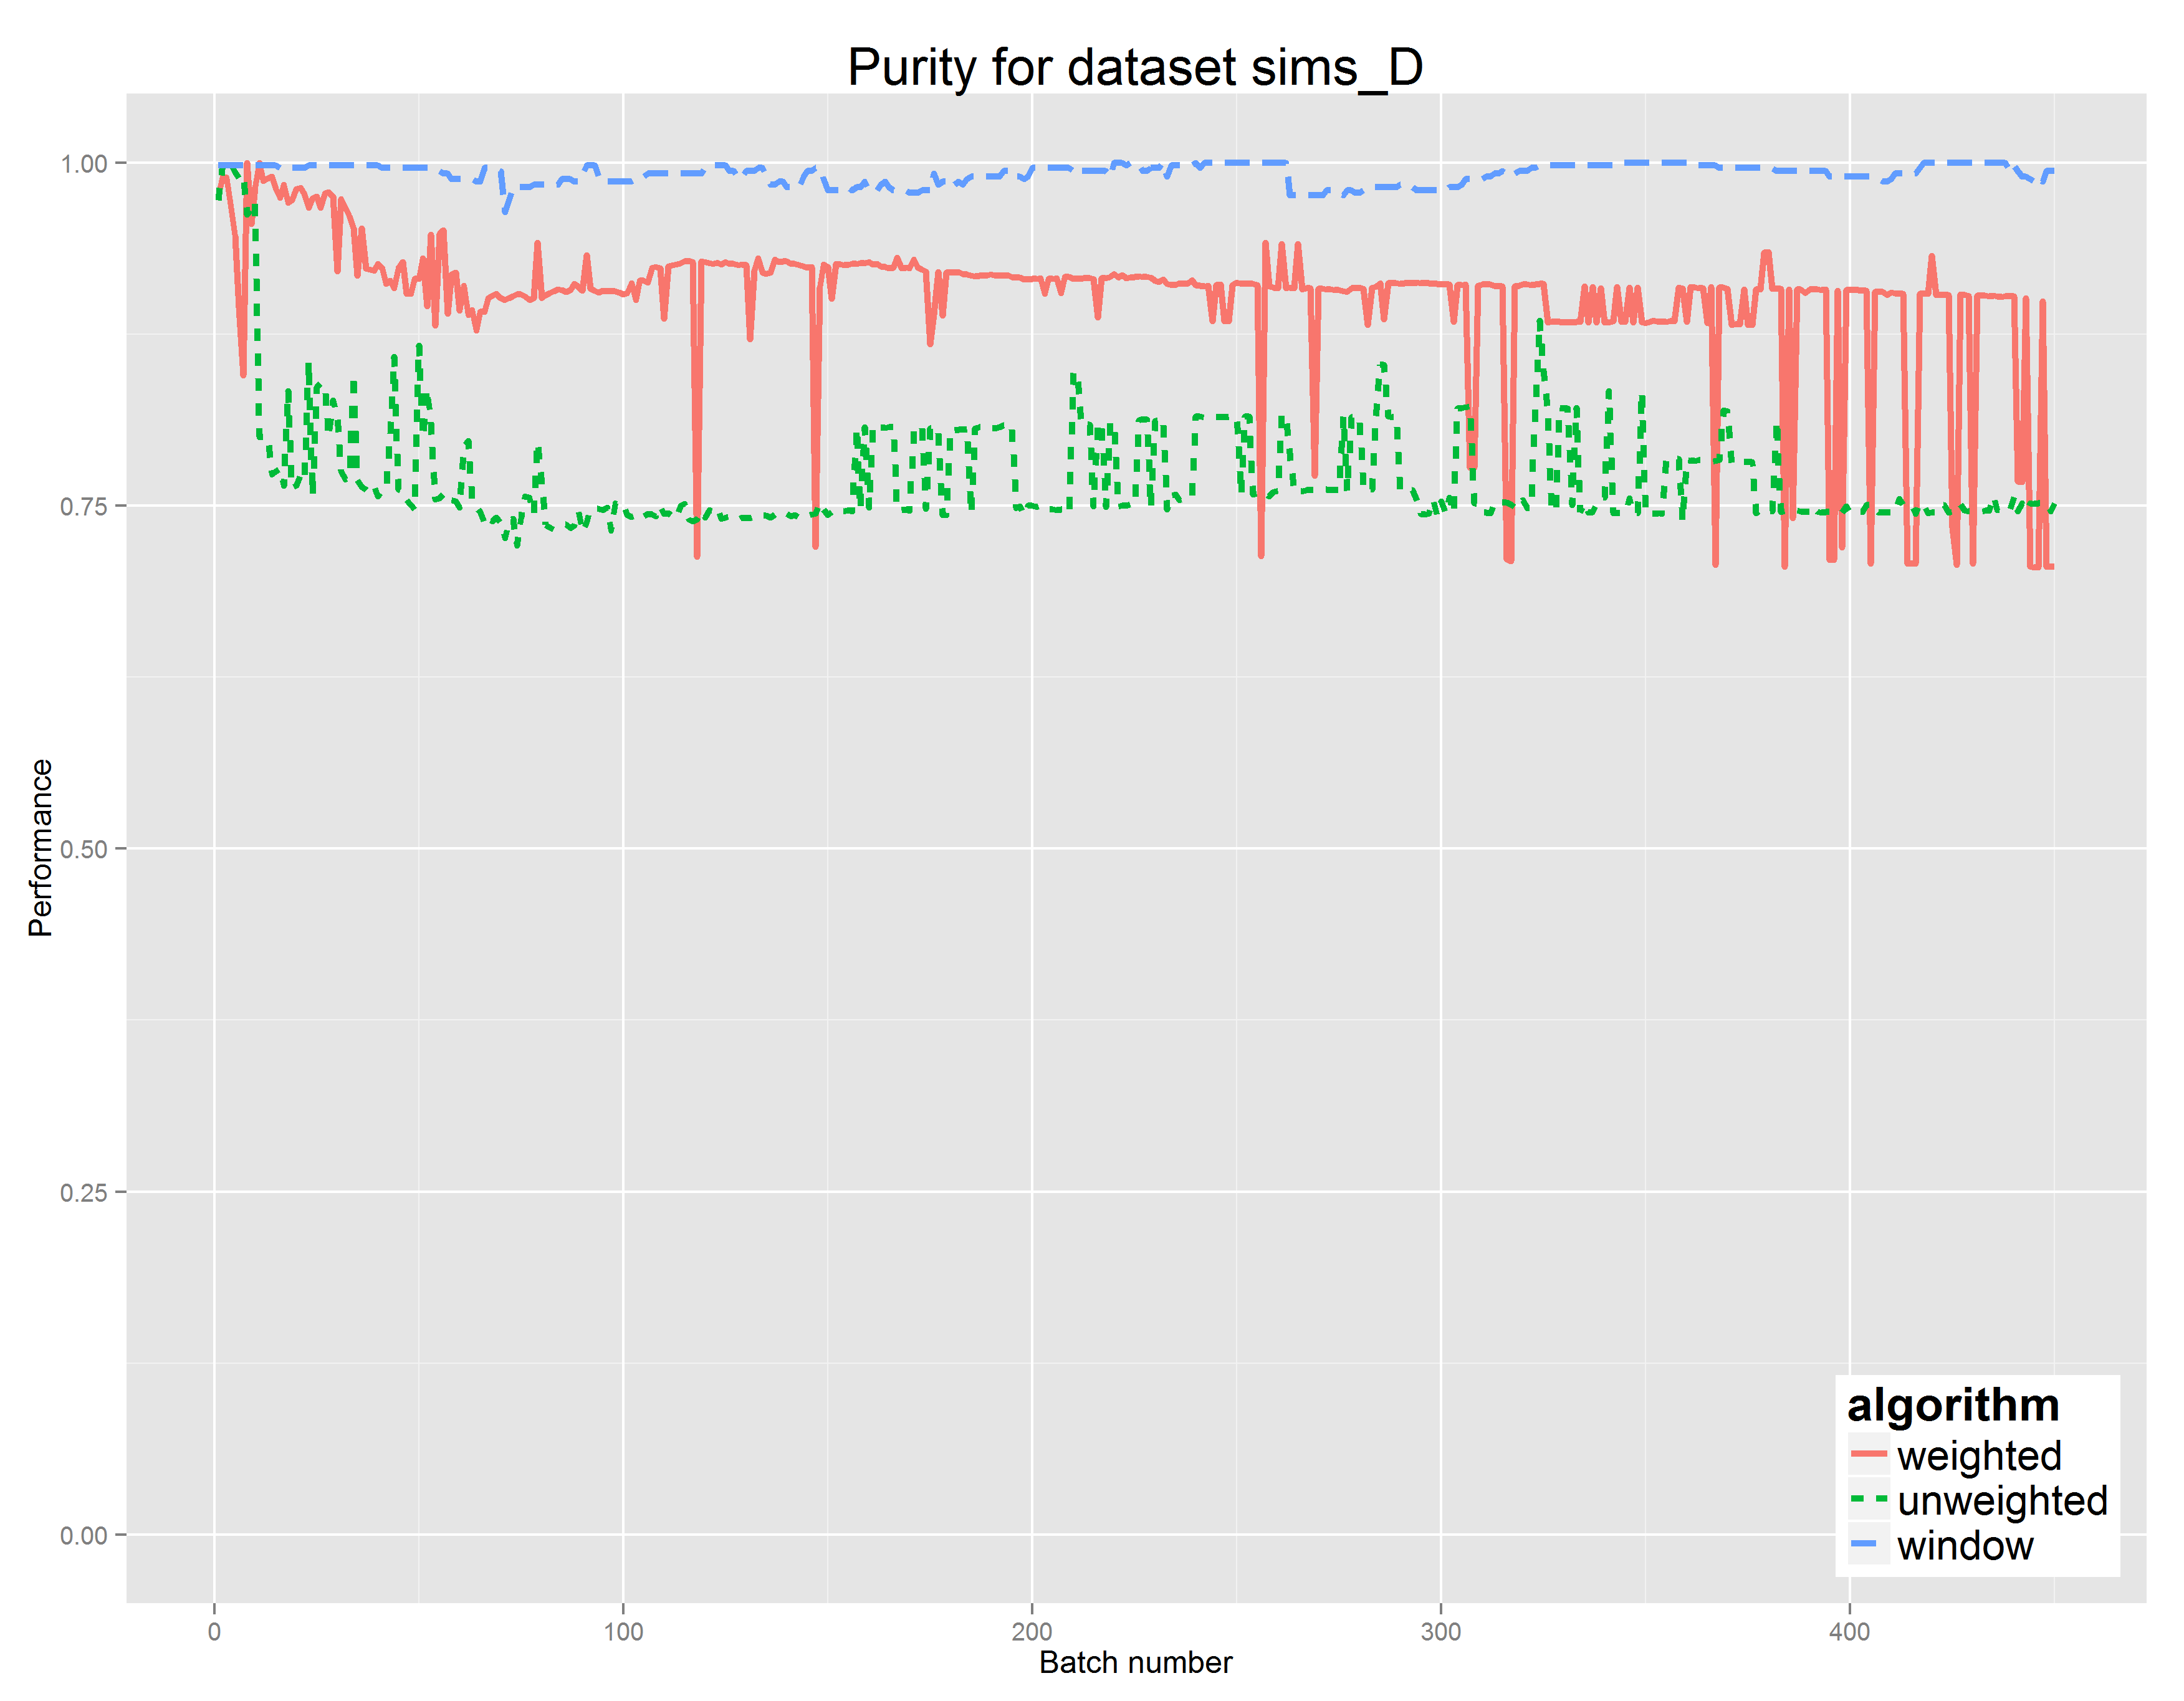 Purity for dataset sims_D
1.00
0.75
0.50
0.25
0.00
Performance
0
100
200
300
400
Batch number
algorithm
weighted
unweighted
window